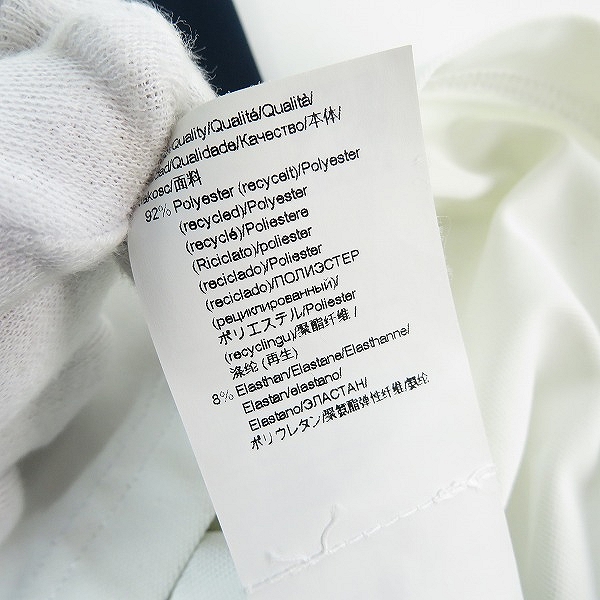 Quality/Qualité/Qualità/
Qualidade/Качество/本体/
面料
92% Polyester (recycelt)/Polyester
(recycled)/Polyester
(recyclé)/Poliestere
(Riciclato)/poliester
(reciclado)/Poliester
(reciclado)/ПОЛИЭСТЕР
(рециклированный)/
ポリエステル/Poliester
(recyclingu)/聚酯纤维 /
涤纶 (再生)
8% Elasthan/Elastane/Elasthanne/
Elastan/elastano/
Elastano/ЭЛАСТАН/
ポリウレタン/聚氨酯弹性纤维/氨纶